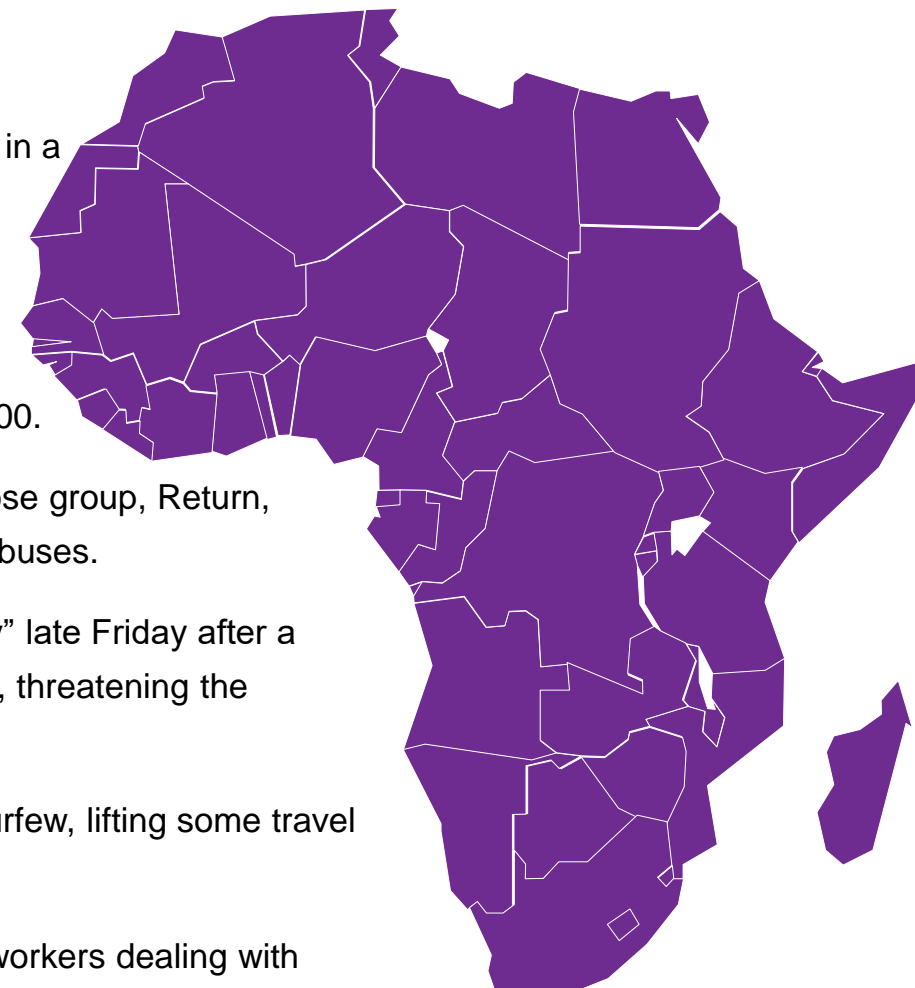 in a
00.
ose group, Return,
buses.
y” late Friday after a
, threatening the
urfew, lifting some travel
workers dealing with